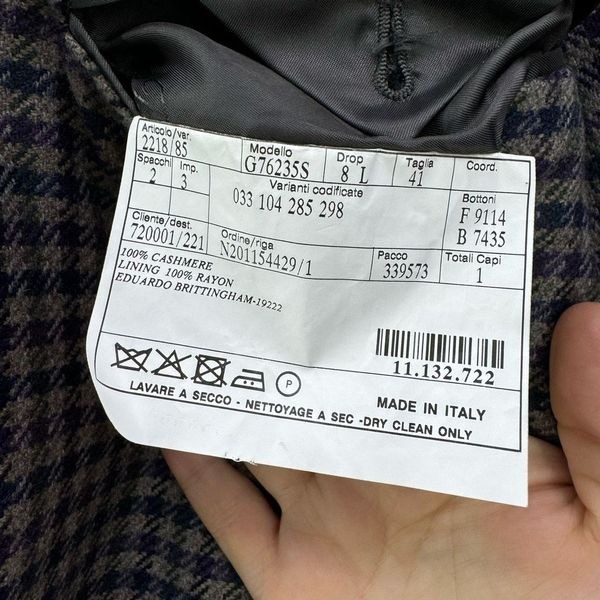 Articolo/var. Modello Drop Taglia Coord.
2218/85 G76235S 8 L 41
Spacchi Imp. Varianti codificate Bottoni
2 3 033 104 285 298 F 9114
B 7435
Cliente/dest. Ordine/riga Pacco Totali Capi
720001/221 N201154429/1 339573 1
100% CASHMERE
LINING 100% RAYON
EDUARDO BRITTINGHAM-19222
11.132.722
P
MADE IN ITALY
LAVARE A SECCO - NETTOYAGE A SEC -DRY CLEAN ONLY